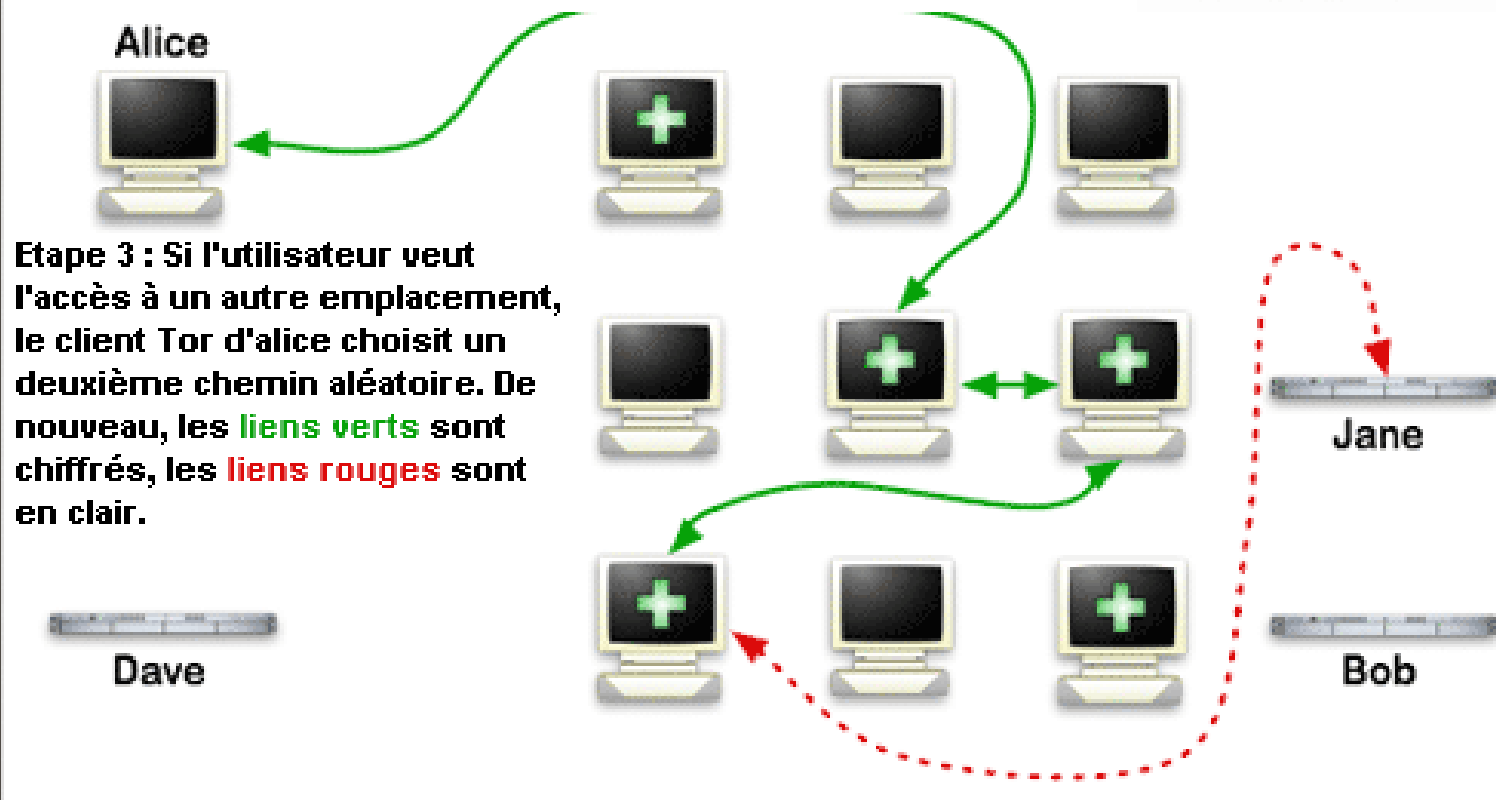 Alice
Etape 3 : Si l'utilisateur veut
l'accès à un autre emplacement,
le client Tor d'alice choisit un
deuxième chemin aléatoire. De
nouveau, les liens verts sont
chiffrés, les liens rouges sont
en clair.
Jane
Dave
Bob